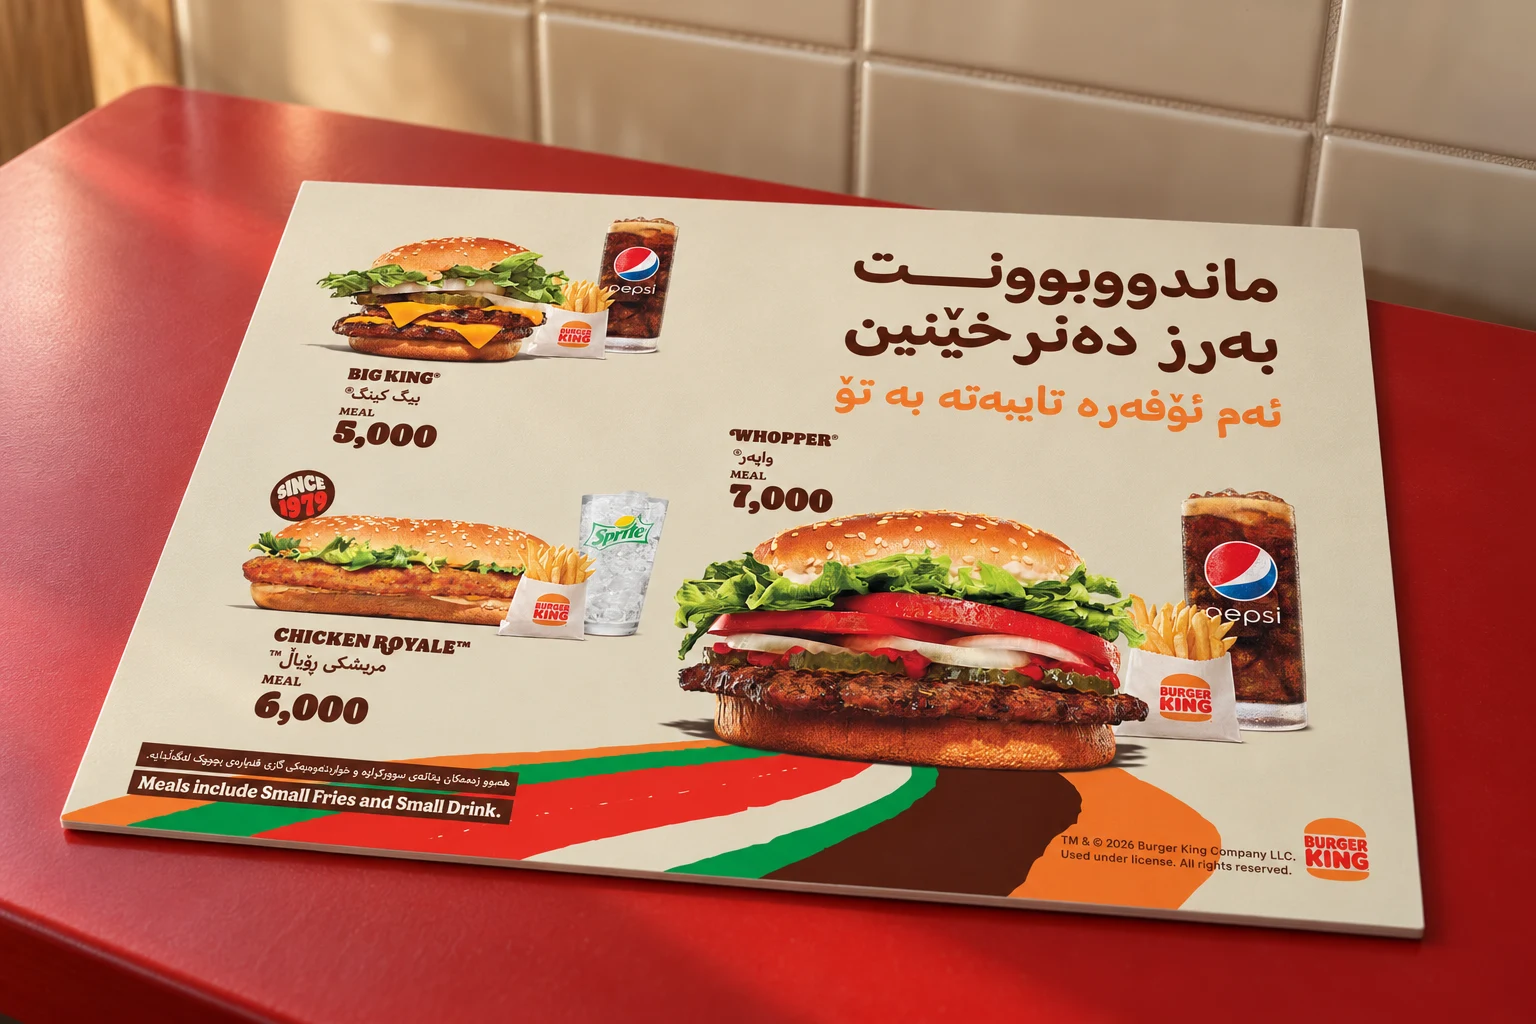 ماندووبوونـــت
بەرز دەنرخێنین
ئەم ئۆفەرە تایبەتە بە تۆ
BIG KING®
بیگ کینگ®
MEAL
5,000
pepsi
BURGER KING
WHOPPER®
واپەر®
MEAL
7,000
pepsi
BURGER KING
SINCE
1979
Sprite
BURGER KING
CHICKEN ROYALE™
مریشکی ڕۆیاڵ™
MEAL
6,000
Meals include Small Fries and Small Drink.
TM & © 2026 Burger King Company LLC.
Used under license. All rights reserved.
BURGER KING